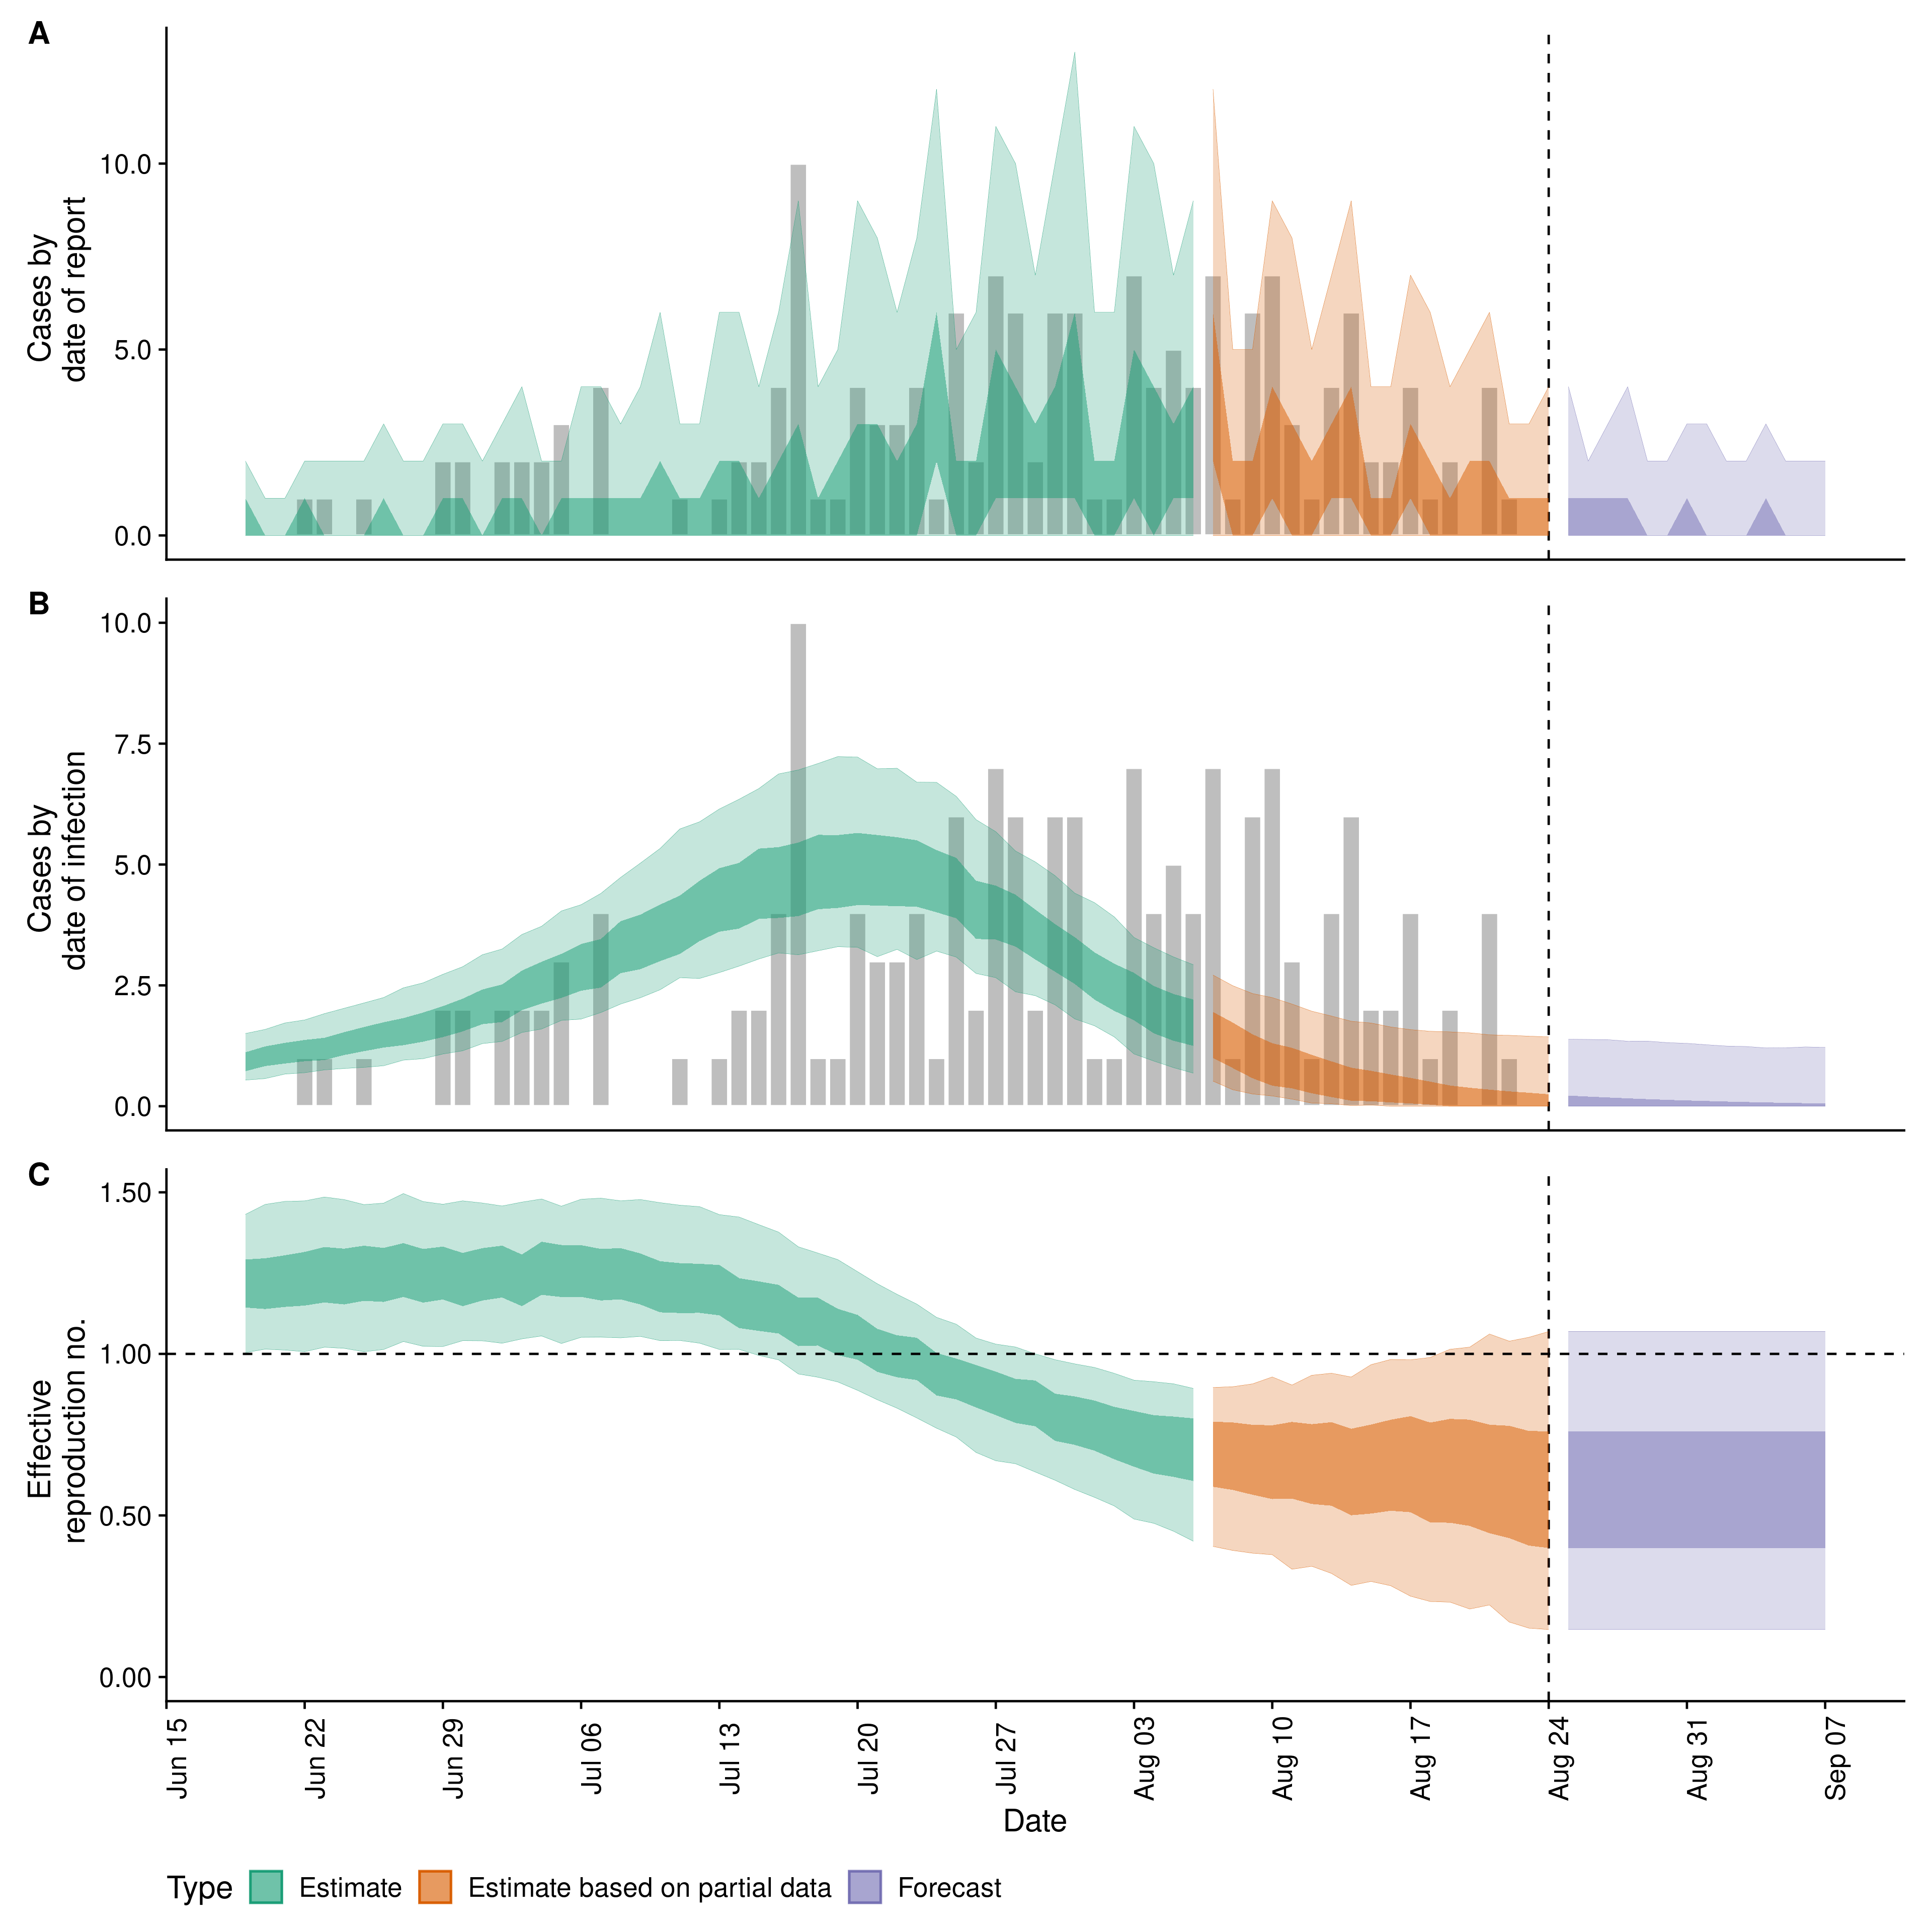 A
Cases by
date of report
10.0
5.0
0.0
B
Cases by
date of infection
10.0
7.5
5.0
2.5
0.0
C
Effective
reproduction no.
1.50
1.00
0.50
0.00
Jun 15
Jun 22
Jun 29
Jul 06
Jul 13
Jul 20
Jul 27
Aug 03
Aug 10
Aug 17
Aug 24
Aug 31
Sep 07
Date
Type Estimate Estimate based on partial data Forecast